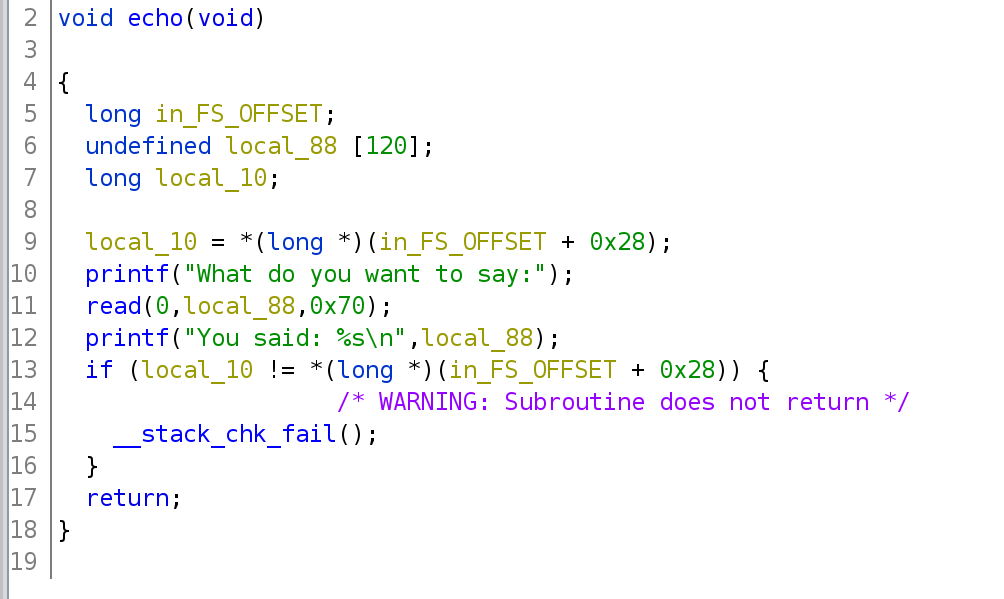 2 void echo(void)
3
4 {
5 long in_FS_OFFSET;
6 undefined local_88 [120];
7 long local_10;
8
9 local_10 = *(long *)(in_FS_OFFSET + 0x28);
10 printf("What do you want to say:");
11 read(0,local_88,0x70);
12 printf("You said: %s\n",local_88);
13 if (local_10 != *(long *)(in_FS_OFFSET + 0x28)) {
14 /* WARNING: Subroutine does not return */
15 __stack_chk_fail();
16 }
17 return;
18 }
19